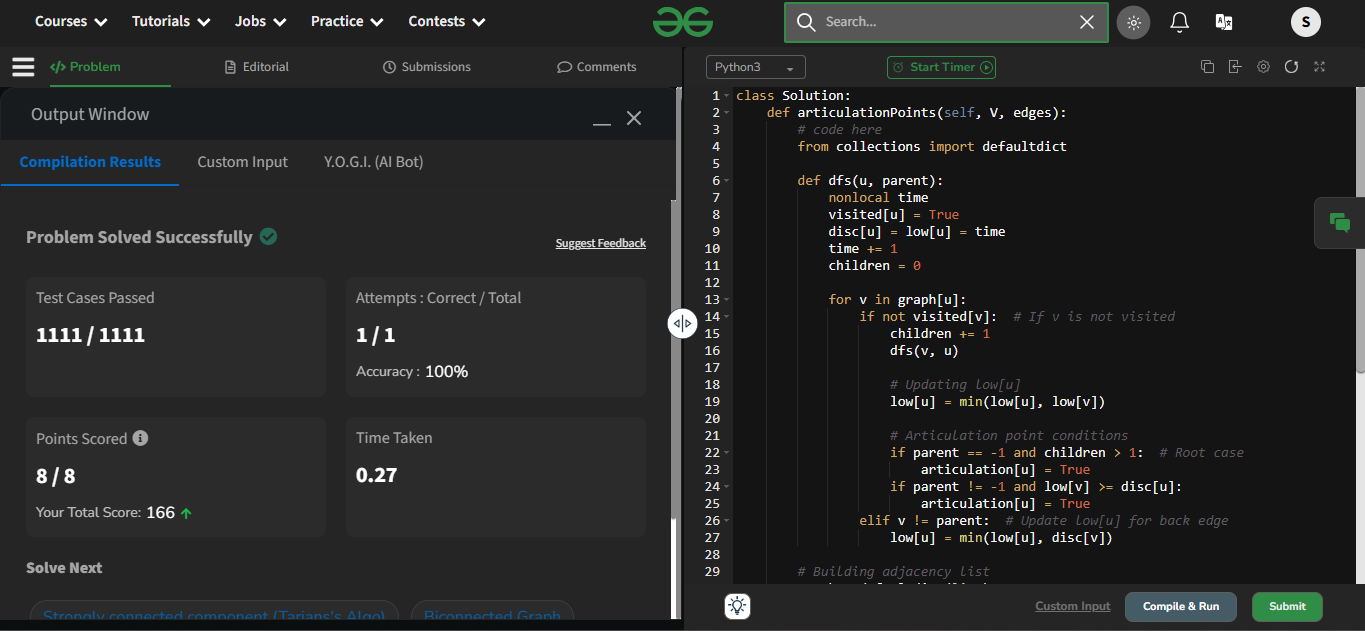 Courses Tutorials Jobs Practice Contests Search... S
Problem Editorial Submissions Comments
Output Window
Compilation Results Custom Input Y.O.G.I. (AI Bot)
Problem Solved Successfully
Suggest Feedback
Test Cases Passed
1111 / 1111
Attempts : Correct / Total
1 / 1
Accuracy : 100%
Points Scored
8 / 8
Your Total Score: 166
Time Taken
0.27
Solve Next
Strongly connected component (Tarjans's Algo) Biconnected Graph
Python3 Start Timer
1 class Solution:
2 def articulationPoints(self, V, edges):
3 # code here
4 from collections import defaultdict
5
6 def dfs(u, parent):
7 nonlocal time
8 visited[u] = True
9 disc[u] = low[u] = time
10 time += 1
11 children = 0
12
13 for v in graph[u]:
14 if not visited[v]: # If v is not visited
15 children += 1
16 dfs(v, u)
17
18 # Updating low[u]
19 low[u] = min(low[u], low[v])
20
21 # Articulation point conditions
22 if parent == -1 and children > 1: # Root case
23 articulation[u] = True
24 if parent != -1 and low[v] >= disc[u]:
25 articulation[u] = True
26 elif v != parent: # Update low[u] for back edge
27 low[u] = min(low[u], disc[v])
28
29 # Building adjacency list
Custom Input Compile & Run Submit